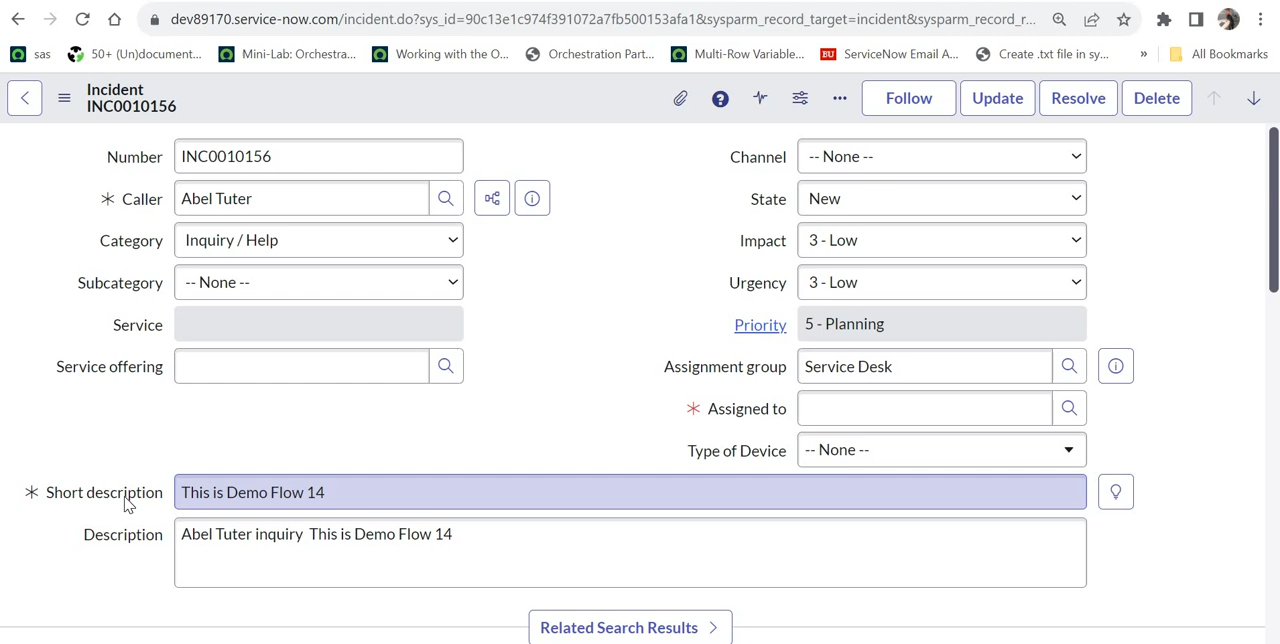 dev89170.service-now.com/incident.do?sys_id=90c13e1c974f391072a7fb500153afa1&sysparm_record_target=incident&sysparm_record_r...
sas
50+ (Un)document...
Mini-Lab: Orchestra...
Working with the O...
Orchestration Part...
Multi-Row Variable...
BU
ServiceNow Email A...
Create .txt file in sy...
»
All Bookmarks
Incident
INC0010156
Follow
Update
Resolve
Delete
Number
INC0010156
Channel
-- None --
* Caller
Abel Tuter
State
New
Category
Inquiry / Help
Impact
3 - Low
Subcategory
-- None --
Urgency
3 - Low
Service
Priority
5 - Planning
Service offering
Assignment group
Service Desk
* Assigned to
Type of Device
-- None --
* Short description
This is Demo Flow 14
Description
Abel Tuter inquiry  This is Demo Flow 14
Related Search Results >